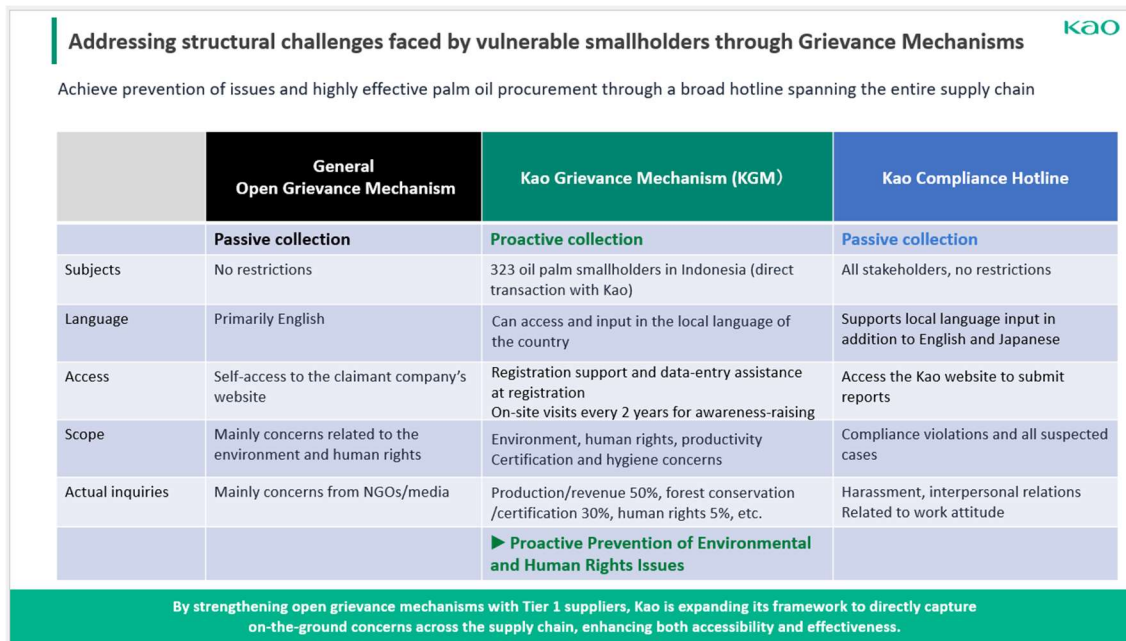 kao
Addressing structural challenges faced by vulnerable smallholders through Grievance Mechanisms
Achieve prevention of issues and highly effective palm oil procurement through a broad hotline spanning the entire supply chain
General
Open Grievance Mechanism
Kao Grievance Mechanism (KGM）
Kao Compliance Hotline
Passive collection
Proactive collection
Passive collection
Subjects
No restrictions
323 oil palm smallholders in Indonesia (direct
transaction with Kao)
All stakeholders, no restrictions
Language
Primarily English
Can access and input in the local language of
the country
Supports local language input in
addition to English and Japanese
Access
Self-access to the claimant company's
website
Registration support and data-entry assistance
at registration
On-site visits every 2 years for awareness-raising
Access the Kao website to submit
reports
Scope
Mainly concerns related to the
environment and human rights
Environment, human rights, productivity
Certification and hygiene concerns
Compliance violations and all suspected
cases
Actual inquiries
Mainly concerns from NGOs/media
Production/revenue 50%, forest conservation
/certification 30%, human rights 5%, etc.
Harassment, interpersonal relations
Related to work attitude
▶ Proactive Prevention of Environmental
and Human Rights Issues
By strengthening open grievance mechanisms with Tier 1 suppliers, Kao is expanding its framework to directly capture
on-the-ground concerns across the supply chain, enhancing both accessibility and effectiveness.